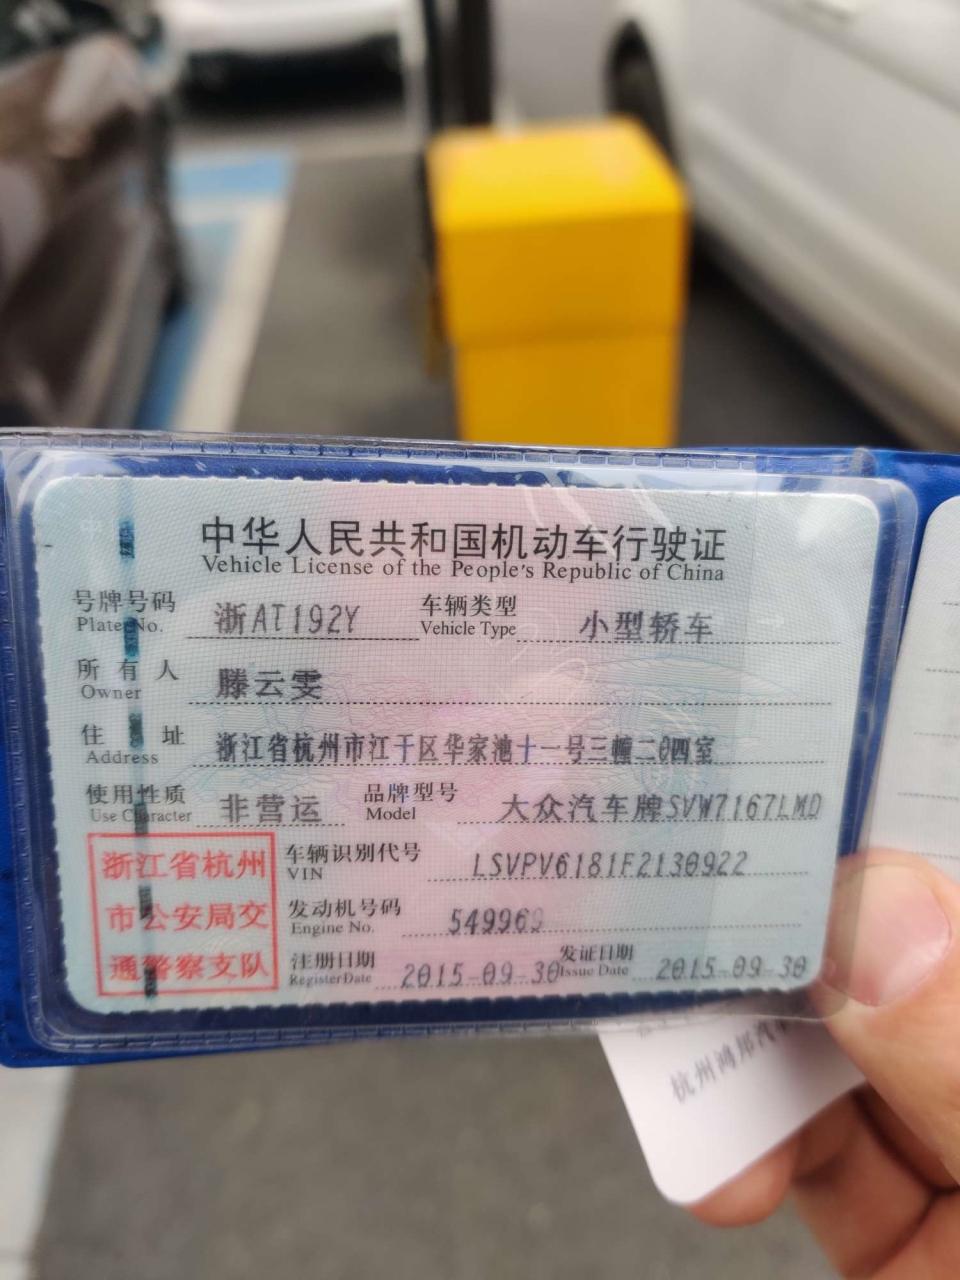 中华人民共和国机动车行驶证
Vehicle License of the People's Republic of China
号牌号码 浙AT192Y 车辆类型 小型轿车
Plate No. Vehicle Type
所有人 滕云雯
Owner
住址 浙江省杭州市江干区华家池十一号三幢二0四室
Address
使用性质 非营运 品牌型号 大众汽车牌SVW7167LMD
Use Character Model
浙江省杭州
市公安局交
通警察支队
车辆识别代号 LSVPV6181F2130922
VIN
发动机号码 549969
Engine No.
注册日期 2015-09-30 发证日期 2015-09-30
RegisterDate Issue Date
杭州鸿邦汽